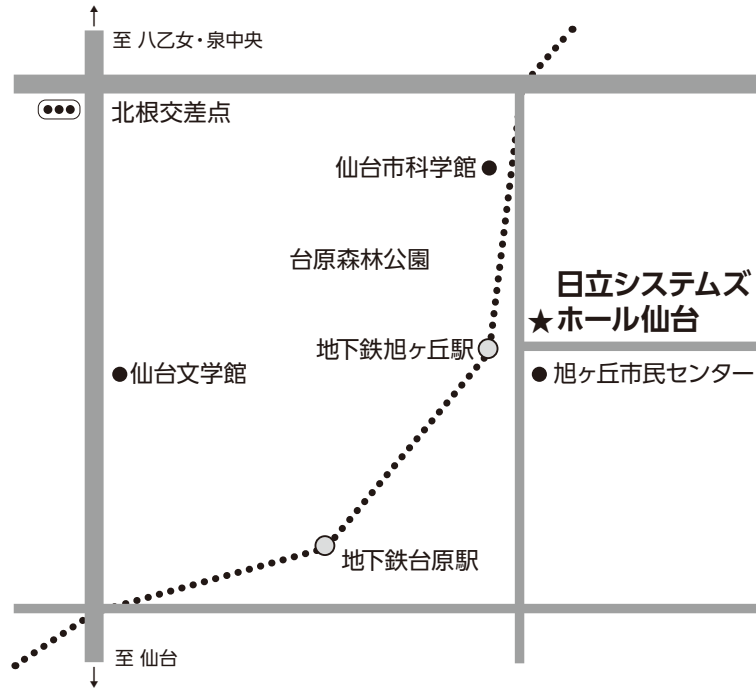 至 八乙女・泉中央
北根交差点
仙台市科学館
台原森林公園
日立システムズ
★ホール仙台
地下鉄旭ヶ丘駅
仙台文学館
旭ヶ丘市民センター
地下鉄台原駅
至 仙台